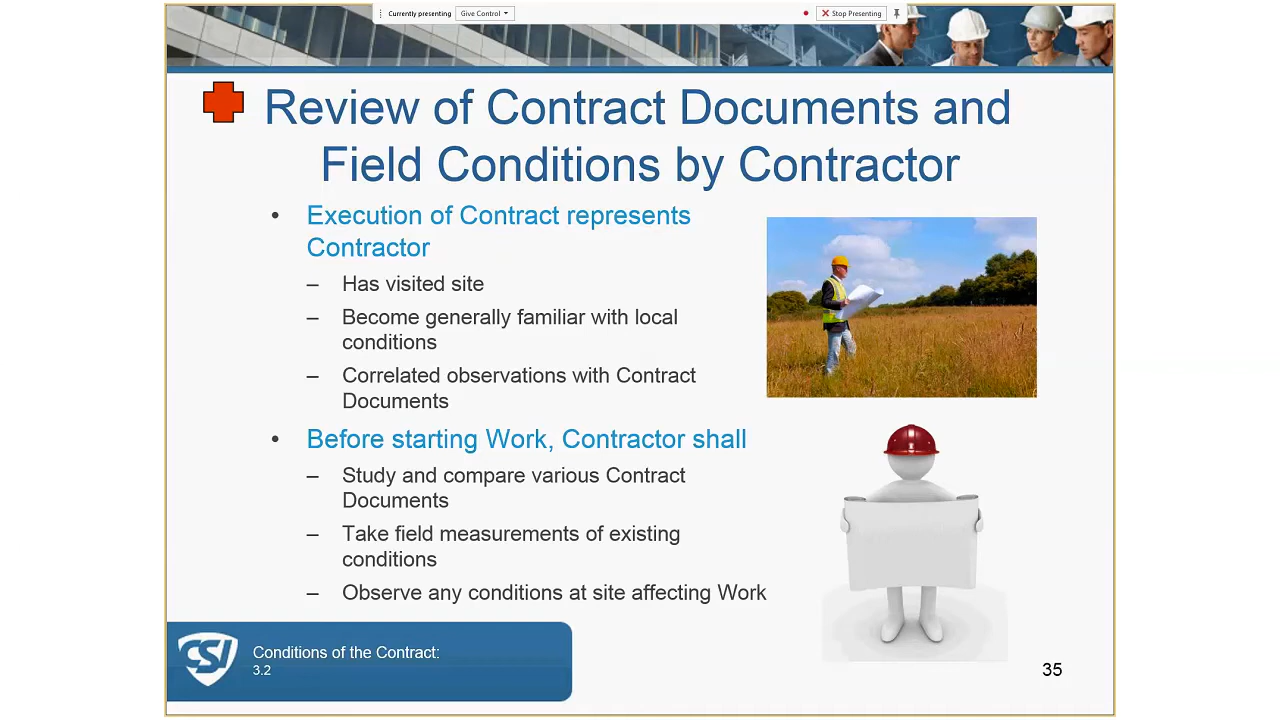 Currently presenting Give Control Stop Presenting
Review of Contract Documents and
Field Conditions by Contractor
• Execution of Contract represents
Contractor
– Has visited site
– Become generally familiar with local
conditions
– Correlated observations with Contract
Documents
• Before starting Work, Contractor shall
– Study and compare various Contract
Documents
– Take field measurements of existing
conditions
– Observe any conditions at site affecting Work
CSI
Conditions of the Contract:
3.2
35